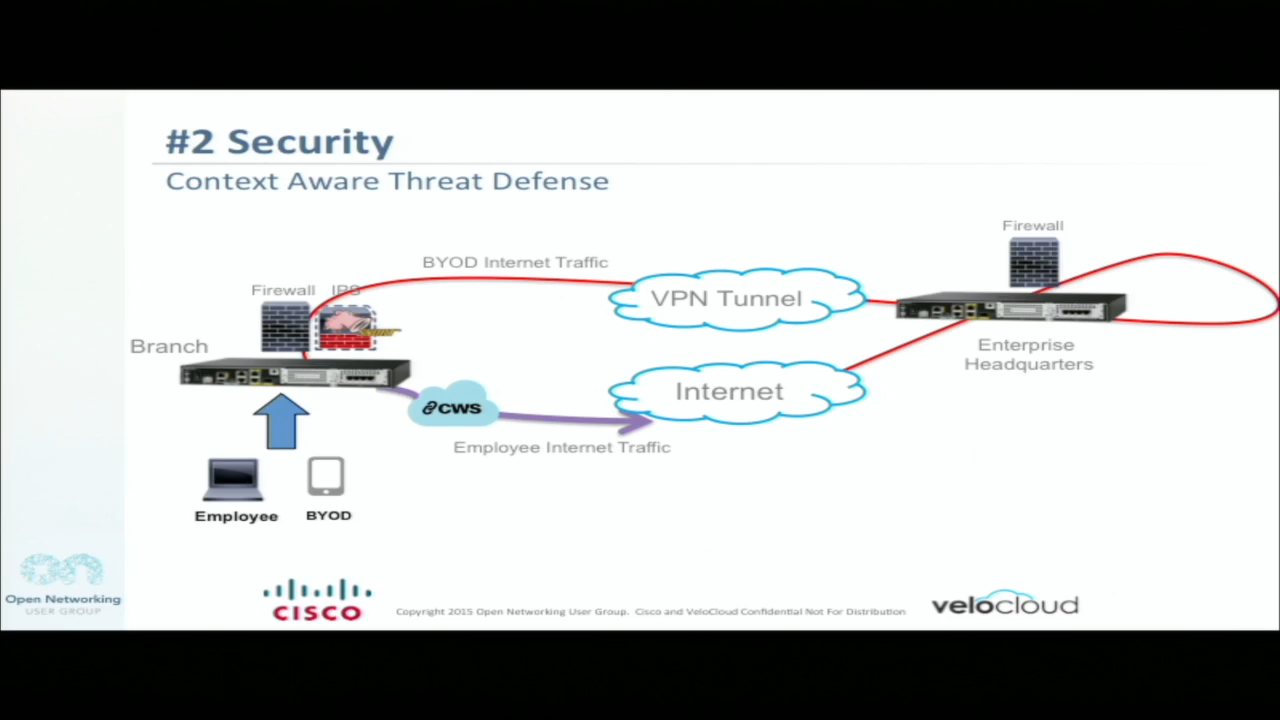 #2 Security
Context Aware Threat Defense
Firewall
BYOD Internet Traffic
Firewall IPS
VPN Tunnel
Branch
Enterprise
Headquarters
Internet
CWS
Employee Internet Traffic
Employee
BYOD
Open Networking
USER GROUP
CISCO
Copyright 2015 Open Networking User Group. Cisco and VeloCloud Confidential Not For Distribution
velocloud